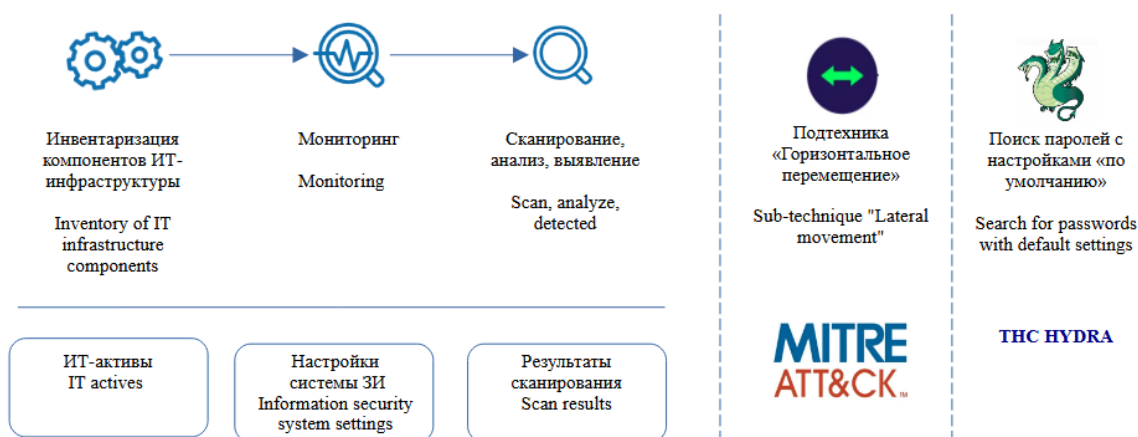 Инвентаризация
компонентов ИТ-
инфраструктуры
Inventory of IT
infrastructure
components
Мониторинг
Monitoring
Сканирование,
анализ, выявление
Scan, analyze,
detected
Подтехника
«Горизонтальное
перемещение»
Sub-technique "Lateral
movement"
Поиск паролей с
настройками «по
умолчанию»
Search for passwords
with default settings
ИТ-активы
IT actives
Настройки
системы ЗИ
Information security
system settings
Результаты
сканирования
Scan results
MITRE
ATT&CK™
THC HYDRA